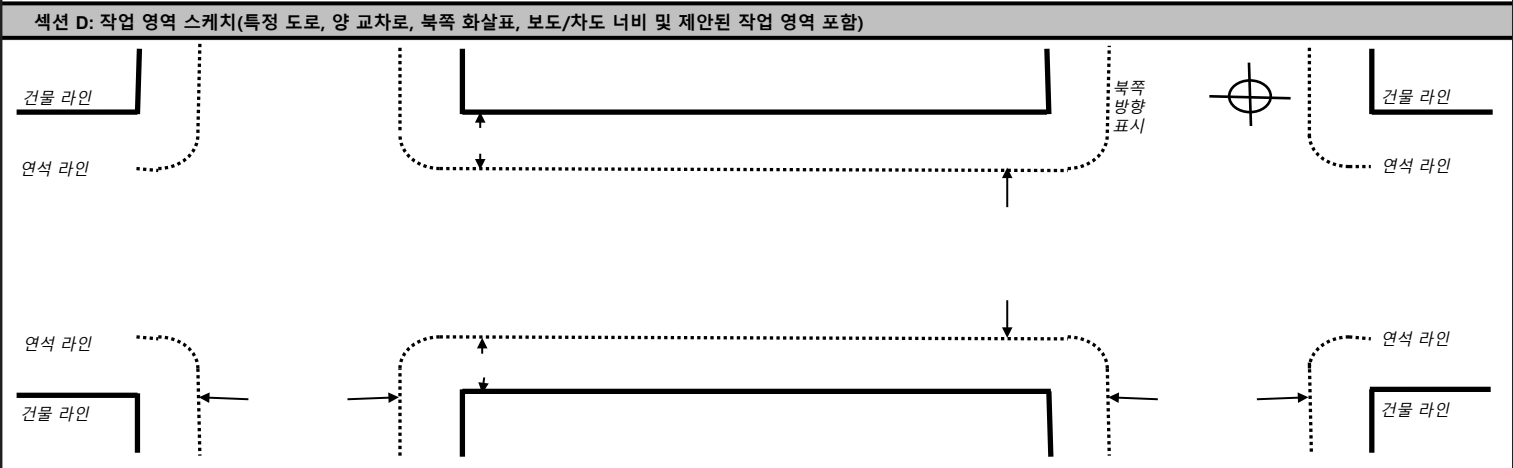 섹션 D: 작업 영역 스케치(특정 도로, 양 교차로, 북쪽 화살표, 보도/차도 너비 및 제안된 작업 영역 포함)
건물 라인
북쪽
방향
표시
건물 라인
연석 라인
연석 라인
연석 라인
연석 라인
건물 라인
건물 라인